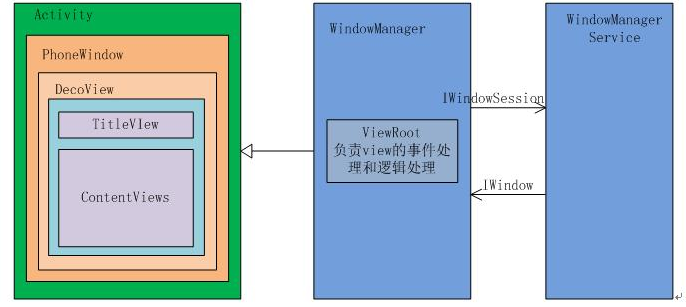 Activity
PhoneWindow
DecoView
TitleVIew
ContentViews
WindowManager
ViewRoot
负责view的事件处
理和逻辑处理
IWindowSession
IWindow
WindowManager
Service